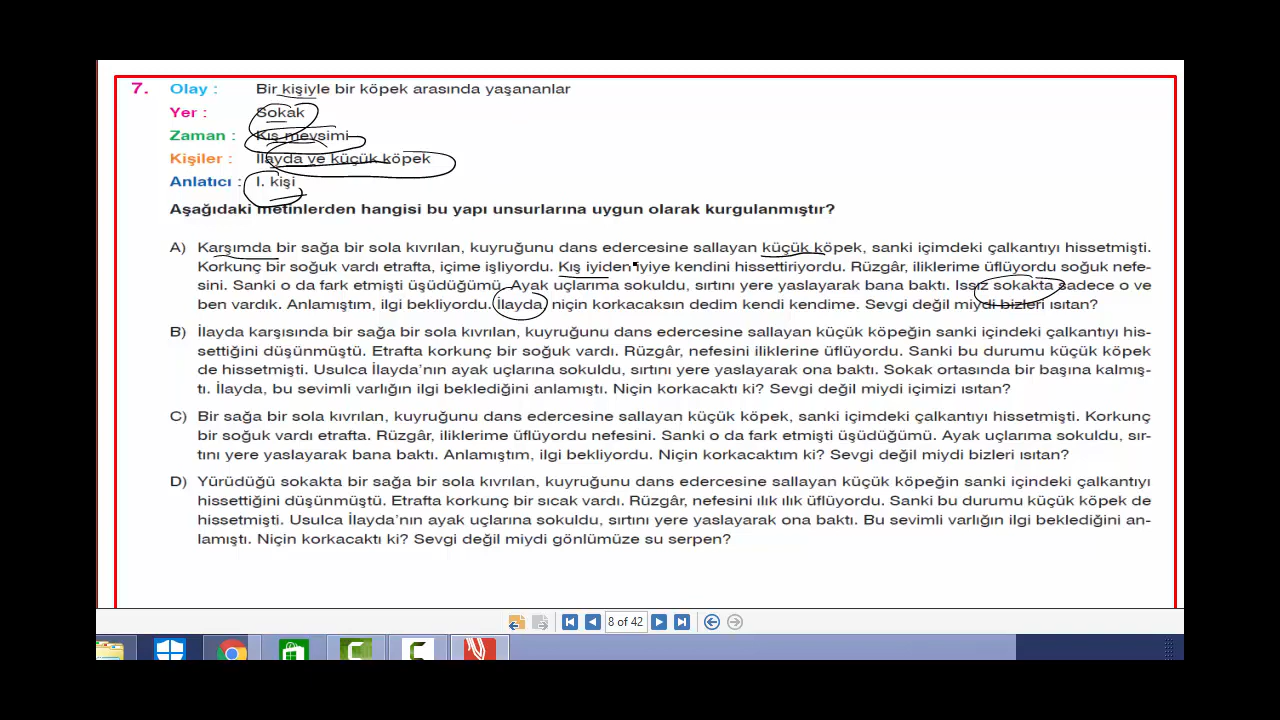 7. Olay : Bir kişiyle bir köpek arasında yaşananlar
Yer : Sokak
Zaman : Kış mevsimi
Kişiler : İlayda ve küçük köpek
Anlatıcı : I. kişi
Aşağıdaki metinlerden hangisi bu yapı unsurlarına uygun olarak kurgulanmıştır?
A) Karşımda bir sağa bir sola kıvrılan, kuyruğunu dans edercesine sallayan küçük köpek, sanki içimdeki çalkantıyı hissetmişti.
Korkunç bir soğuk vardı etrafta, içime işliyordu. Kış iyiden iyiye kendini hissettiriyordu. Rüzgâr, iliklerime üflüyordu soğuk nefe-
sini. Sanki o da fark etmişti üşüdüğümü. Ayak uçlarıma sokuldu, sırtını yere yaslayarak bana baktı. Issız sokakta sadece o ve
ben vardık. Anlamıştım, ilgi bekliyordu. İlayda, niçin korkacaksın dedim kendi kendime. Sevgi değil miydi bizleri ısıtan?
B) İlayda karşısında bir sağa bir sola kıvrılan, kuyruğunu dans edercesine sallayan küçük köpeğin sanki içindeki çalkantıyı his-
settiğini düşünmüştü. Etrafta korkunç bir soğuk vardı. Rüzgâr, nefesini iliklerine üflüyordu. Sanki bu durumu küçük köpek
de hissetmişti. Usulca İlayda'nın ayak uçlarına sokuldu, sırtını yere yaslayarak ona baktı. Sokak ortasında bir başına kalmış-
tı. İlayda, bu sevimli varlığın ilgi beklediğini anlamıştı. Niçin korkacaktı ki? Sevgi değil miydi içimizi ısıtan?
C) Bir sağa bir sola kıvrılan, kuyruğunu dans edercesine sallayan küçük köpek, sanki içimdeki çalkantıyı hissetmişti. Korkunç
bir soğuk vardı etrafta. Rüzgâr, iliklerime üflüyordu nefesini. Sanki o da fark etmişti üşüdüğümü. Ayak uçlarıma sokuldu, sır-
tını yere yaslayarak bana baktı. Anlamıştım, ilgi bekliyordu. Niçin korkacaktım ki? Sevgi değil miydi bizleri ısıtan?
D) Yürüdüğü sokakta bir sağa bir sola kıvrılan, kuyruğunu dans edercesine sallayan küçük köpeğin sanki içindeki çalkantıyı
hissettiğini düşünmüştü. Etrafta korkunç bir sıcak vardı. Rüzgâr, nefesini ılık ılık üflüyordu. Sanki bu durumu küçük köpek de
hissetmişti. Usulca İlayda'nın ayak uçlarına sokuldu, sırtını yere yaslayarak ona baktı. Bu sevimli varlığın ilgi beklediğini an-
lamıştı. Niçin korkacaktı ki? Sevgi değil miydi gönlümüze su serpen?
8 of 42